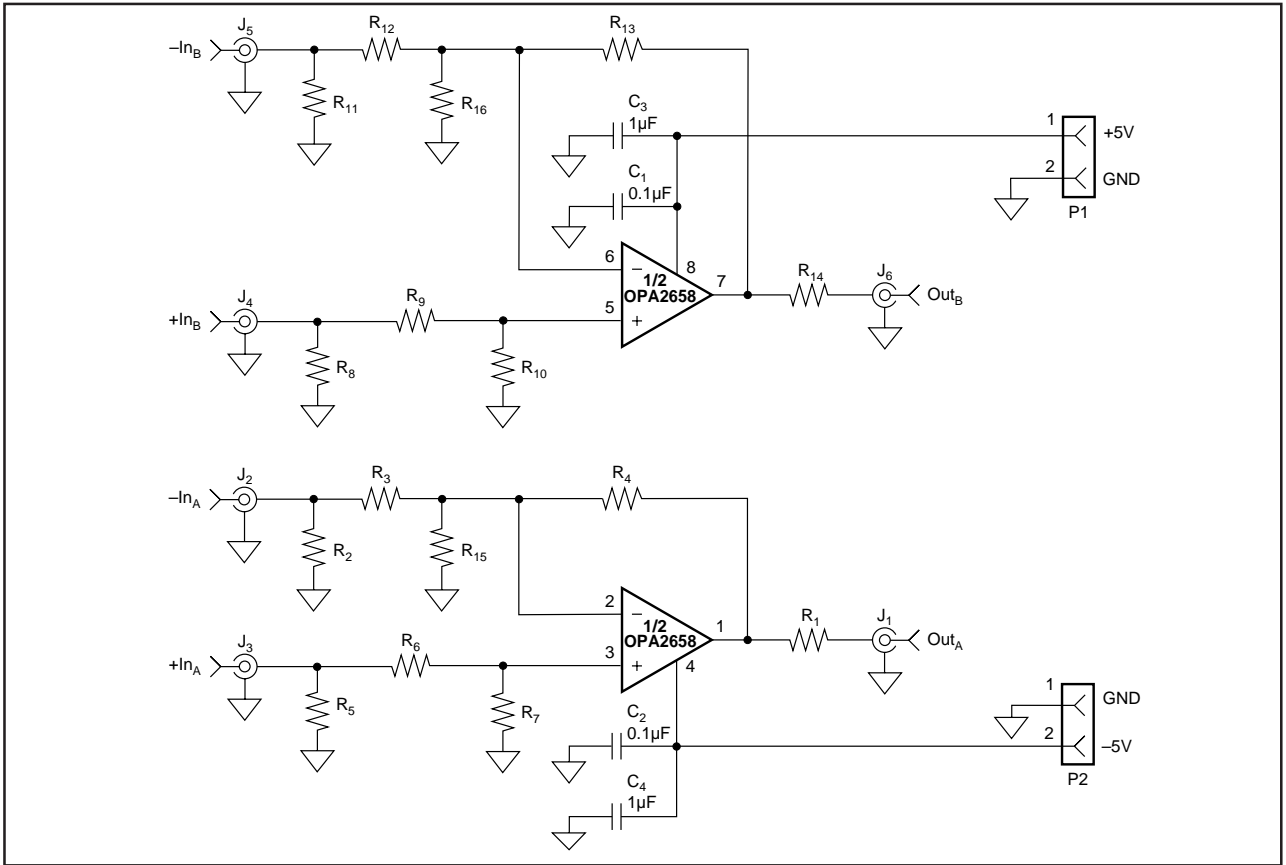 J5
R12
R13
–InB
R11
R16
C3
1µF
1
+5V
C1
0.1µF
2
GND
P1
6
–
8
1/2
OPA2658
7
R14
J6
OutB
J4
R9
+InB
5
+
R8
R10
J2
R3
R4
–InA
R2
R15
2
–
1/2
OPA2658
1
R1
J1
OutA
J3
R6
+InA
3
+
4
R5
R7
C2
0.1µF
1
GND
2
–5V
P2
C4
1µF